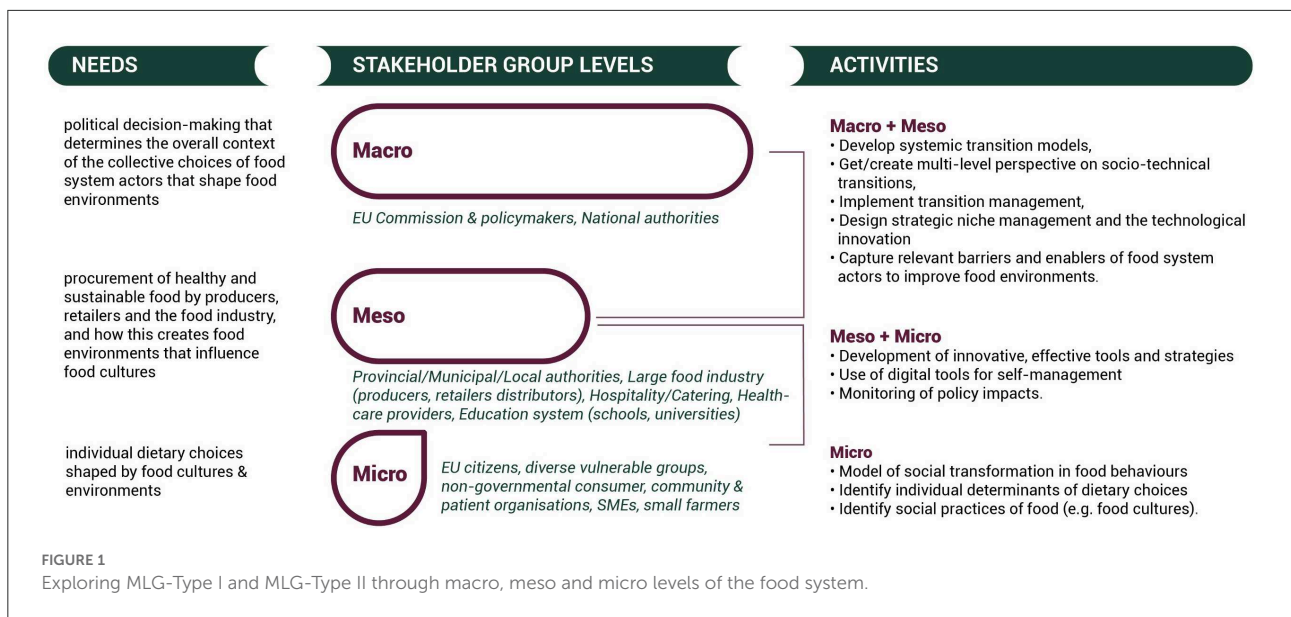 NEEDS
STAKEHOLDER GROUP LEVELS
ACTIVITIES
political decision-making that
determines the overall context
of the collective choices of food
system actors that shape food
environments
Macro
EU Commission & policymakers, National authorities
Macro + Meso
• Develop systemic transition models,
• Get/create multi-level perspective on socio-technical
transitions,
• Implement transition management,
• Design strategic niche management and the technological
innovation
• Capture relevant barriers and enablers of food system
actors to improve food environments.
procurement of healthy and
sustainable food by producers,
retailers and the food industry,
and how this creates food
environments that influence
food cultures
Meso
Provincial/Municipal/Local authorities, Large food industry
(producers, retailers distributors), Hospitality/Catering, Health-
care providers, Education system (schools, universities)
Meso + Micro
• Development of innovative, effective tools and strategies
• Use of digital tools for self-management
• Monitoring of policy impacts.
individual dietary choices
shaped by food cultures &
environments
Micro
EU citizens, diverse vulnerable groups,
non-governmental consumer, community &
patient organisations, SMEs, small farmers
Micro
• Model of social transformation in food behaviours
• Identify individual determinants of dietary choices
• Identify social practices of food (e.g. food cultures).
FIGURE 1
Exploring MLG-Type I and MLG-Type II through macro, meso and micro levels of the food system.